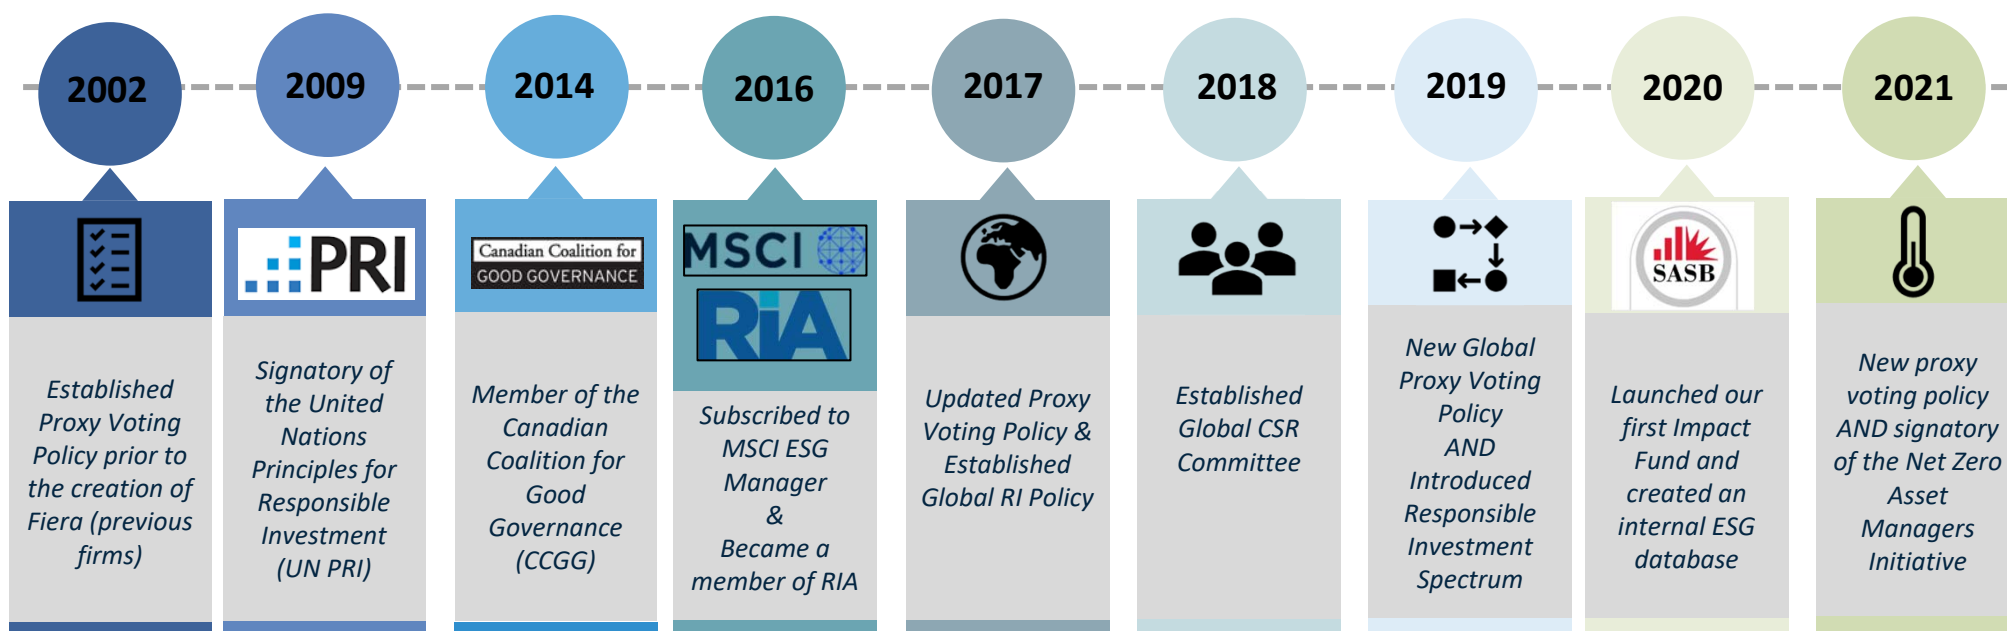 2002
2009
2014
2016
2017
2018
2019
2020
2021
PRI
Canadian Coalition for
GOOD GOVERNANCE
MSCI
RiA
SASB
Established
Proxy Voting
Policy prior to
the creation of
Fiera (previous
firms)
Signatory of
the United
Nations
Principles for
Responsible
Investment
(UN PRI)
Member of the
Canadian
Coalition for
Good
Governance
(CCGG)
Subscribed to
MSCI ESG
Manager
&
Became a
member of RIA
Updated Proxy
Voting Policy &
Established
Global RI Policy
Established
Global CSR
Committee
New Global
Proxy Voting
Policy
AND
Introduced
Responsible
Investment
Spectrum
Launched our
first Impact
Fund and
created an
internal ESG
database
New proxy
voting policy
AND signatory
of the Net Zero
Asset
Managers
Initiative